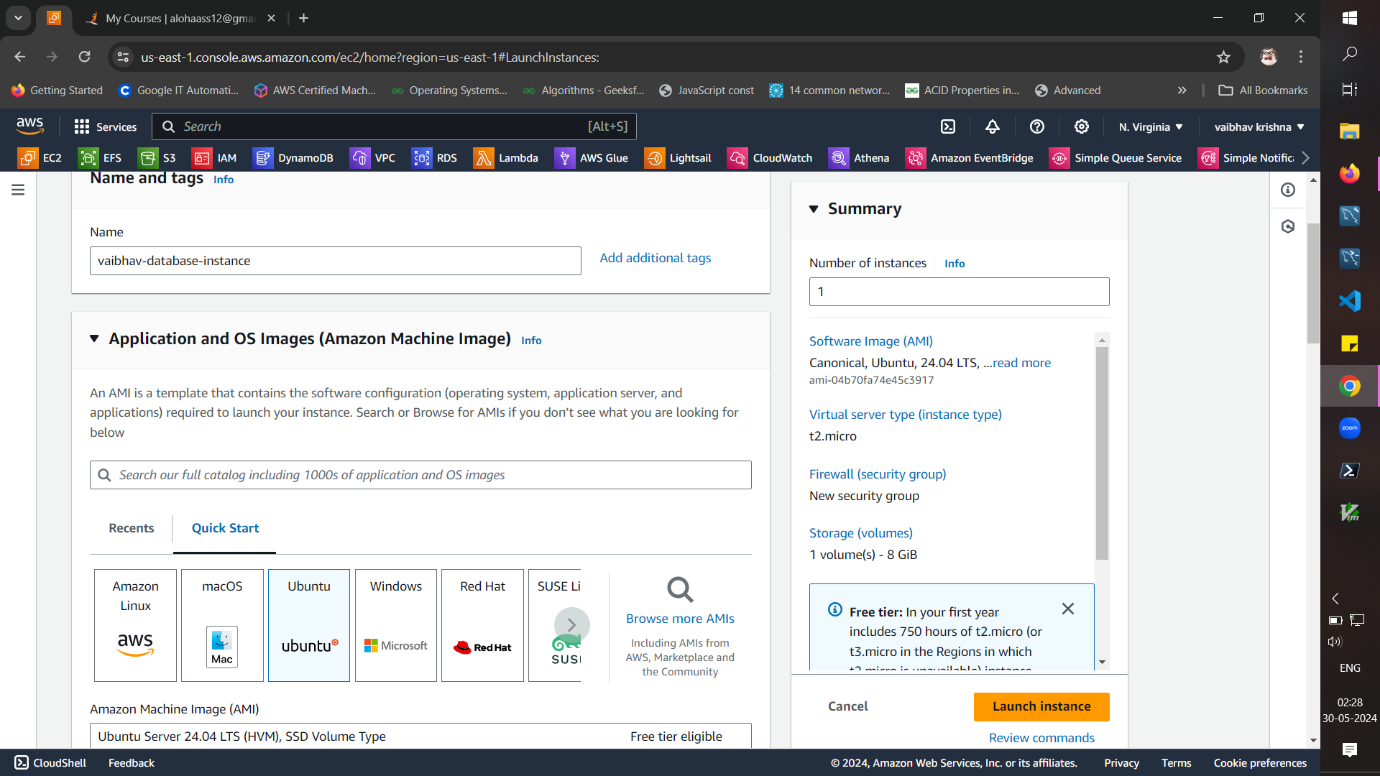 My Courses | alohaass12@gma
us-east-1.console.aws.amazon.com/ec2/home?region=us-east-1#LaunchInstances:
Getting Started
Google IT Automati...
AWS Certified Mach...
Operating Systems...
Algorithms - Geeksf...
JavaScript const
14 common networ...
ACID Properties in...
Advanced
»
All Bookmarks
aws
Services
Search
[Alt+S]
N. Virginia ▼
vaibhav krishna ▼
EC2
EFS
S3
IAM
DynamoDB
VPC
RDS
Lambda
AWS Glue
Lightsail
CloudWatch
Athena
Amazon EventBridge
Simple Queue Service
Simple Notifica
Name and tags Info
Name
vaibhav-database-instance
Add additional tags
▼ Application and OS Images (Amazon Machine Image) Info
An AMI is a template that contains the software configuration (operating system, application server, and
applications) required to launch your instance. Search or Browse for AMIs if you don't see what you are looking for
below
Search our full catalog including 1000s of application and OS images
Recents
Quick Start
Amazon
Linux
aws
macOS
Mac
Ubuntu
ubuntu
Windows
Microsoft
Red Hat
Red Hat
SUSE Li
SUS
Browse more AMIs
Including AMIs from
AWS, Marketplace and
the Community
Amazon Machine Image (AMI)
Ubuntu Server 24.04 LTS (HVM), SSD Volume Type
Free tier eligible
▼ Summary
Number of instances Info
1
Software Image (AMI)
Canonical, Ubuntu, 24.04 LTS, ...read more
ami-04b70fa74e45c3917
Virtual server type (instance type)
t2.micro
Firewall (security group)
New security group
Storage (volumes)
1 volume(s) - 8 GiB
Free tier: In your first year
includes 750 hours of t2.micro (or
t3.micro in the Regions in which
t2.micro is unavailable) instance
Cancel
Launch instance
Review commands
CloudShell
Feedback
© 2024, Amazon Web Services, Inc. or its affiliates.
Privacy
Terms
Cookie preferences
zoom
ENG
02:28
30-05-2024